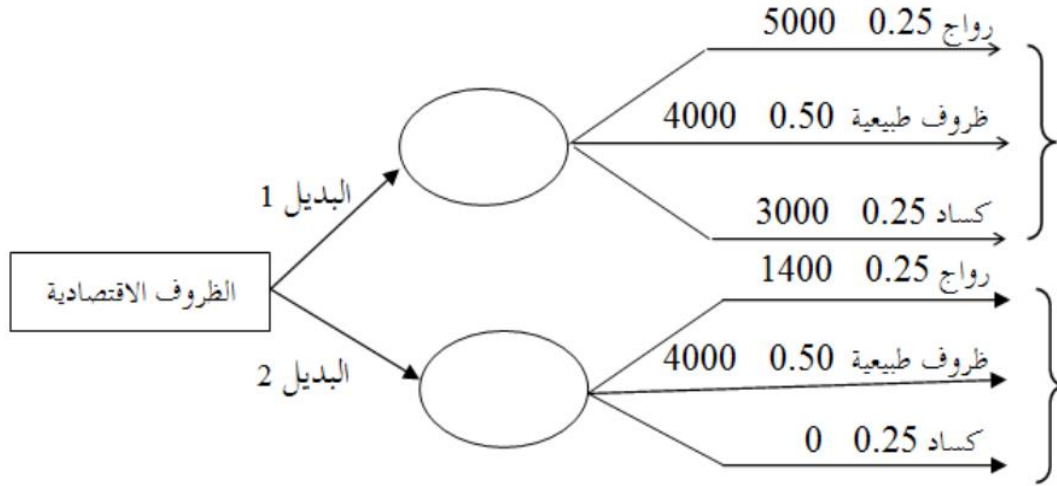 رواج 0.25 5000
ظروف طبيعية 0.50 4000
كساد 0.25 3000
البديل 1
الظروف الاقتصادية
البديل 2
رواج 0.25 1400
ظروف طبيعية 0.50 4000
كساد 0.25 0